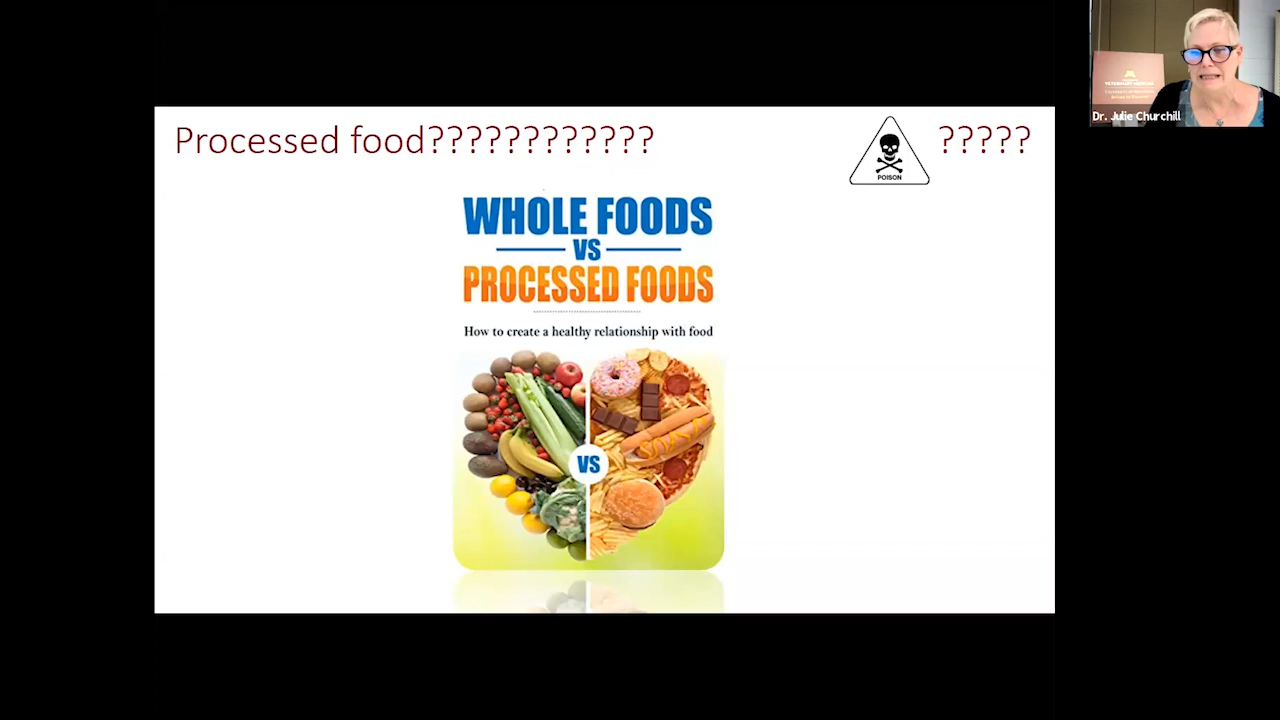 Processed food????????????
POISON
?????
WHOLE FOODS
VS
PROCESSED FOODS
How to create a healthy relationship with food
VS
Dr. Julie Churchill